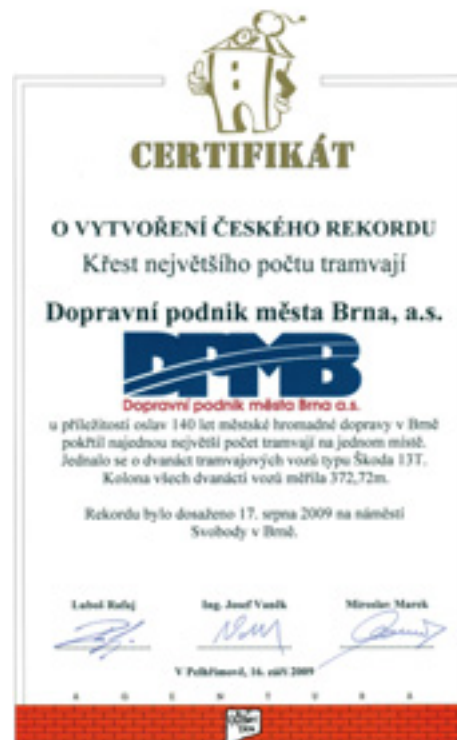 CERTIFIKÁT
O VYTVOŘENÍ ČESKÉHO REKORDU
Křest největšího počtu tramvají
Dopravní podnik města Brna, a.s.
DPMB
Dopravní podnik města Brna a.s.
u příležitosti oslav 140 let městské hromadné dopravy v Brně
pokřtil najednou největší počet tramvají na jednom místě.
Jednalo se o dvanáct tramvajových vozů typu Škoda 13T.
Kolona všech dvanácti vozů měřila 372,72m.
Rekordu bylo dosaženo 17. srpna 2009 na náměstí
Svobody v Brně.
Luboš Rafaj Ing. Josef Vaněk Miroslav Marek
V Pelhřimově, 16. září 2009
A G E N T U R A